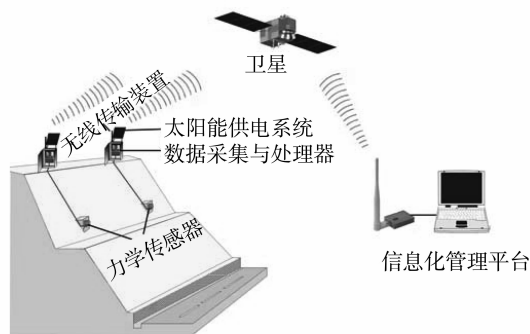 卫星
无线传输装置
太阳能供电系统
数据采集与处理器
力学传感器
信息化管理平台